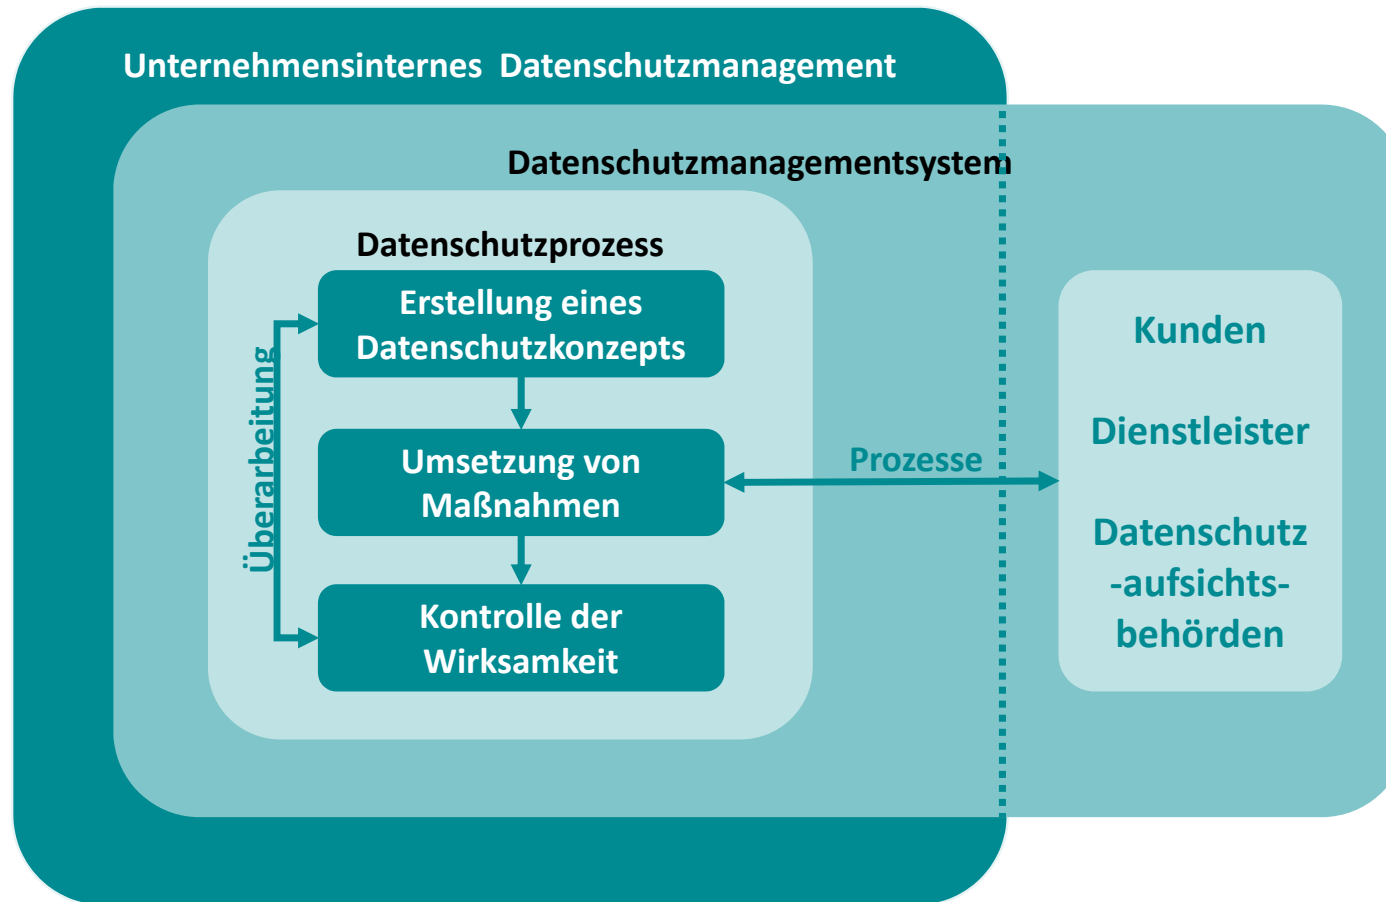 Unternehmensinternes Datenschutzmanagement
Datenschutzmanagementsystem
Datenschutzprozess
Erstellung eines
Datenschutzkonzepts
Überarbeitung
Umsetzung von
Maßnahmen
Kontrolle der
Wirksamkeit
Prozesse
Kunden
Dienstleister
Datenschutz
-aufsichts-
behörden